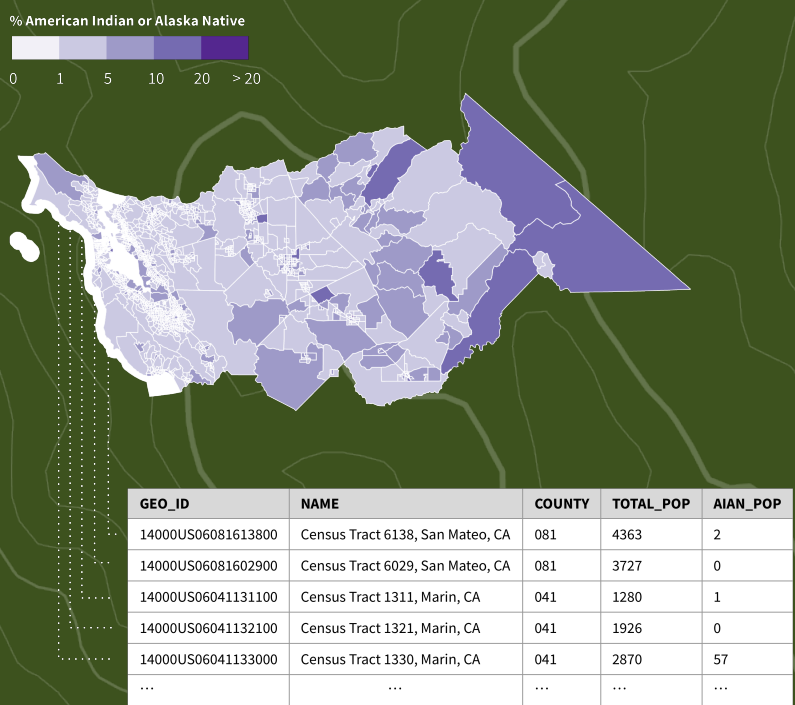 % American Indian or Alaska Native
0 1 5 10 20 > 20
GEO_ID NAME COUNTY TOTAL_POP AIAN_POP
14000US06081613800 Census Tract 6138, San Mateo, CA 081 4363 2
14000US06081602900 Census Tract 6029, San Mateo, CA 081 3727 0
14000US06041131100 Census Tract 1311, Marin, CA 041 1280 1
14000US06041132100 Census Tract 1321, Marin, CA 041 1926 0
14000US06041133000 Census Tract 1330, Marin, CA 041 2870 57
... ... ... ... ...